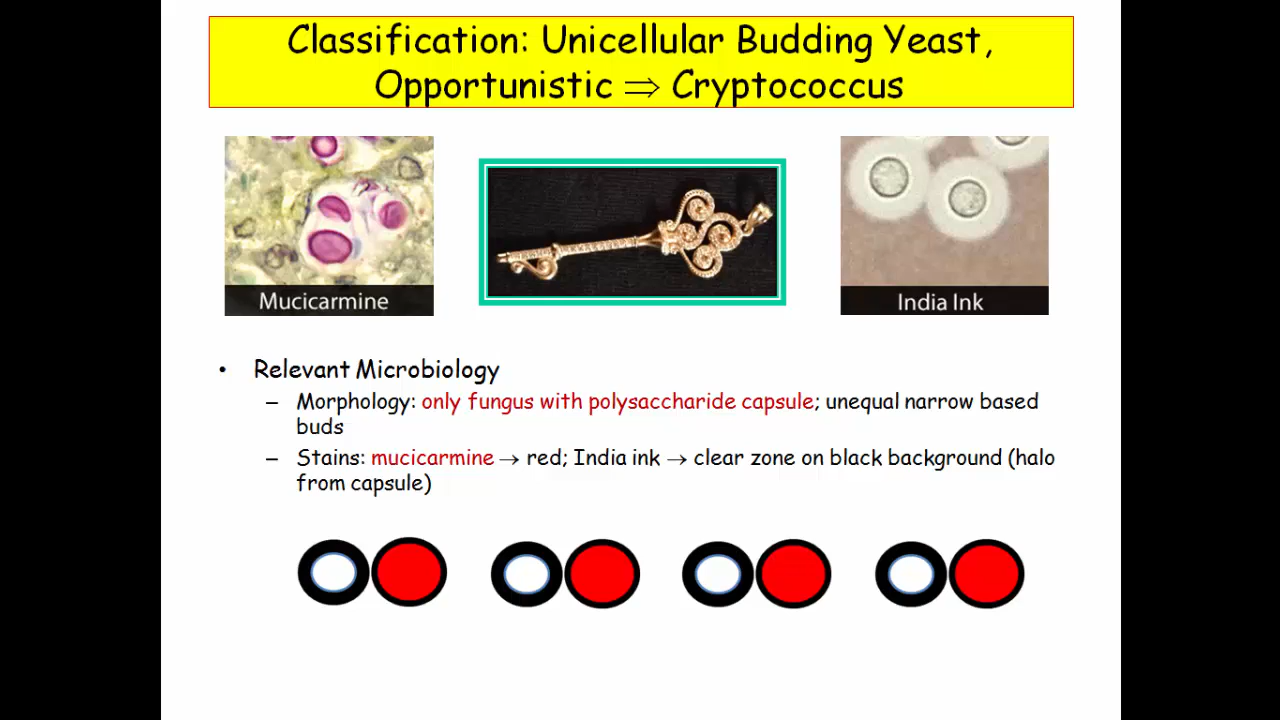 Classification: Unicellular Budding Yeast,
Opportunistic ⇒ Cryptococcus
Mucicarmine
India Ink
• Relevant Microbiology
– Morphology: only fungus with polysaccharide capsule; unequal narrow based
buds
– Stains: mucicarmine → red; India ink → clear zone on black background (halo
from capsule)